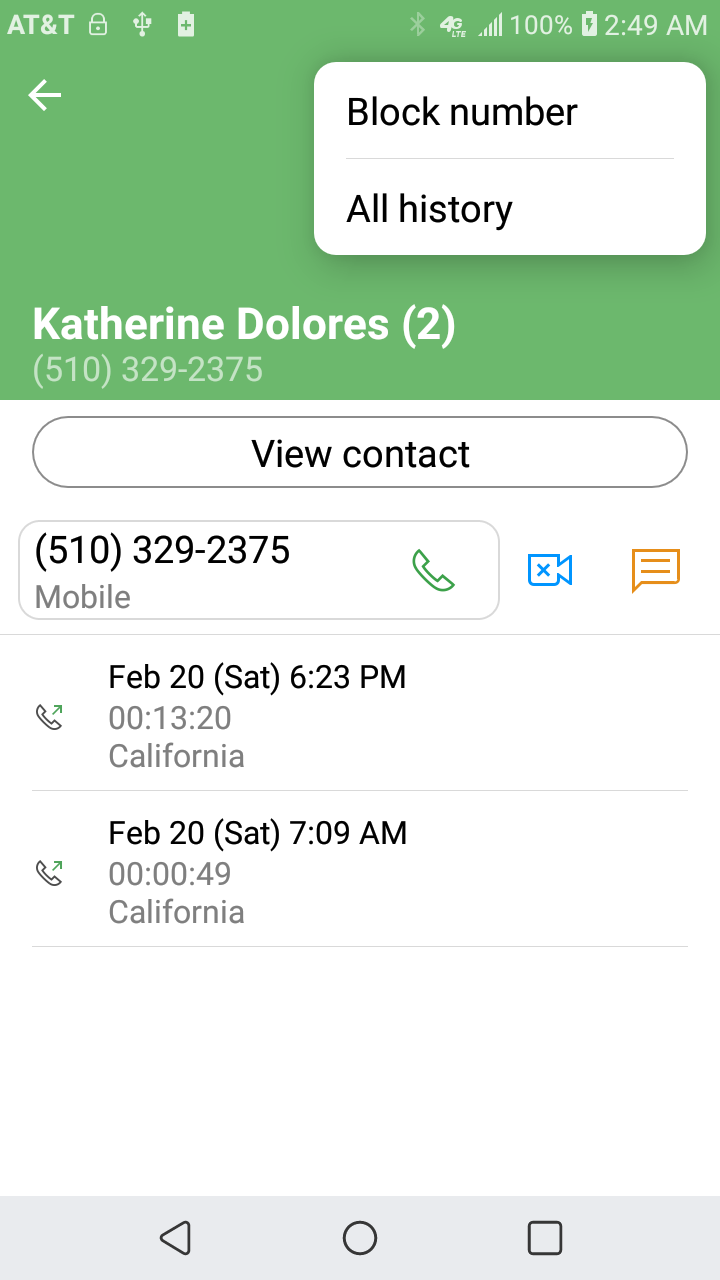 AT&T 4G LTE 100% 2:49 AM
Block number
All history
Katherine Dolores (2)
(510) 329-2375
View contact
(510) 329-2375
Mobile
Feb 20 (Sat) 6:23 PM
00:13:20
California
Feb 20 (Sat) 7:09 AM
00:00:49
California